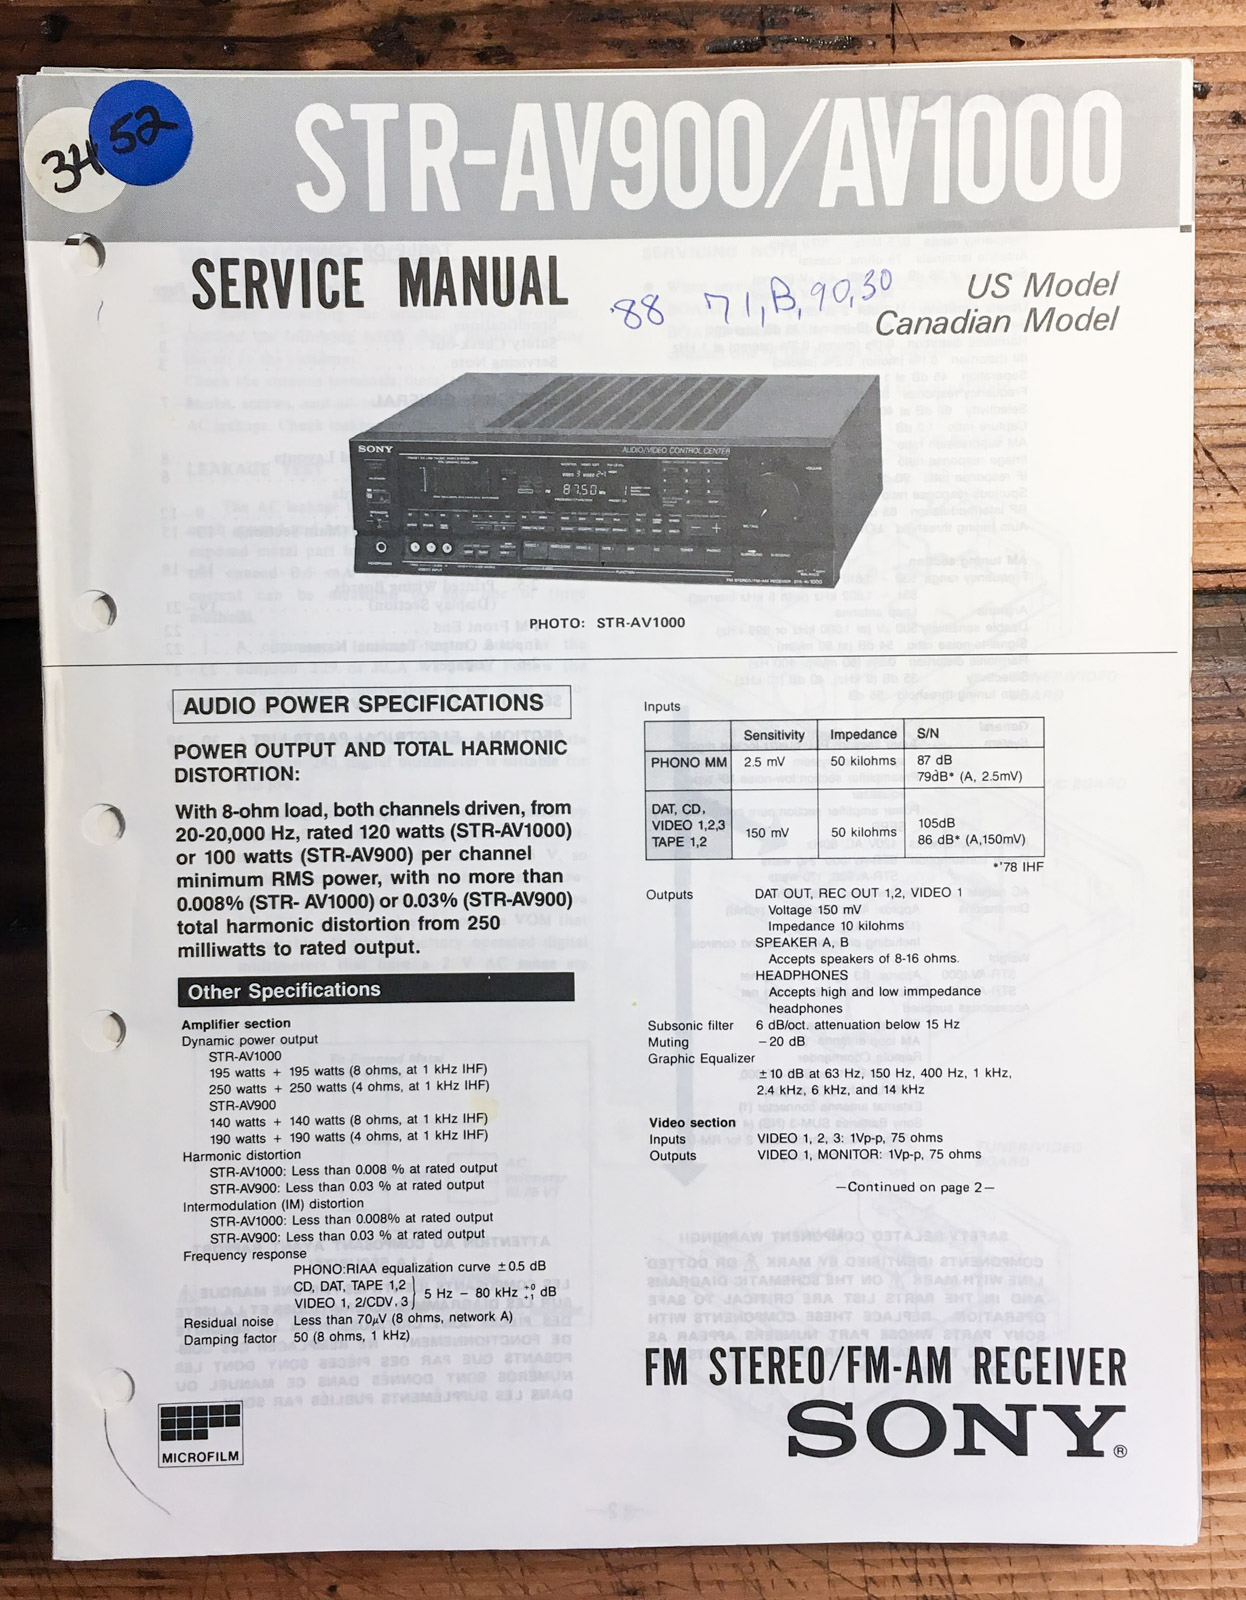 34 52
STR-AV900/AV1000
SERVICE MANUAL
'88 71,B,90,30
US Model
Canadian Model
SONY
AUDIO/VIDEO CONTROL CENTER
87.50
PHOTO: STR-AV1000
AUDIO POWER SPECIFICATIONS
POWER OUTPUT AND TOTAL HARMONIC
DISTORTION:
With 8-ohm load, both channels driven, from
20-20,000 Hz, rated 120 watts (STR-AV1000)
or 100 watts (STR-AV900) per channel
minimum RMS power, with no more than
0.008% (STR- AV1000) or 0.03% (STR-AV900)
total harmonic distortion from 250
milliwatts to rated output.
Other Specifications
Amplifier section
Dynamic power output
STR-AV1000
195 watts + 195 watts (8 ohms, at 1 kHz IHF)
250 watts + 250 watts (4 ohms, at 1 kHz IHF)
STR-AV900
140 watts + 140 watts (8 ohms, at 1 kHz IHF)
190 watts + 190 watts (4 ohms, at 1 kHz IHF)
Harmonic distortion
STR-AV1000: Less than 0.008 % at rated output
STR-AV900: Less than 0.03 % at rated output
Intermodulation (IM) distortion
STR-AV1000: Less than 0.008% at rated output
STR-AV900: Less than 0.03 % at rated output
Frequency response
PHONO:RIAA equalization curve ±0.5 dB
CD, DAT, TAPE 1,2
VIDEO 1, 2/CDV, 3
5 Hz – 80 kHz +0 -1 dB
Residual noise Less than 70µV (8 ohms, network A)
Damping factor 50 (8 ohms, 1 kHz)
MICROFILM
Inputs
Sensitivity Impedance S/N
PHONO MM 2.5 mV 50 kilohms 87 dB
79dB* (A, 2.5mV)
DAT, CD,
VIDEO 1,2,3
TAPE 1,2
150 mV 50 kilohms 105dB
86 dB* (A,150mV)
*'78 IHF
Outputs DAT OUT, REC OUT 1,2, VIDEO 1
Voltage 150 mV
Impedance 10 kilohms
SPEAKER A, B
Accepts speakers of 8-16 ohms.
HEADPHONES
Accepts high and low immpedance
headphones
Subsonic filter 6 dB/oct. attenuation below 15 Hz
Muting –20 dB
Graphic Equalizer
±10 dB at 63 Hz, 150 Hz, 400 Hz, 1 kHz,
2.4 kHz, 6 kHz, and 14 kHz
Video section
Inputs VIDEO 1, 2, 3: 1Vp-p, 75 ohms
Outputs VIDEO 1, MONITOR: 1Vp-p, 75 ohms
—Continued on page 2—
FM STEREO/FM-AM RECEIVER
SONY®